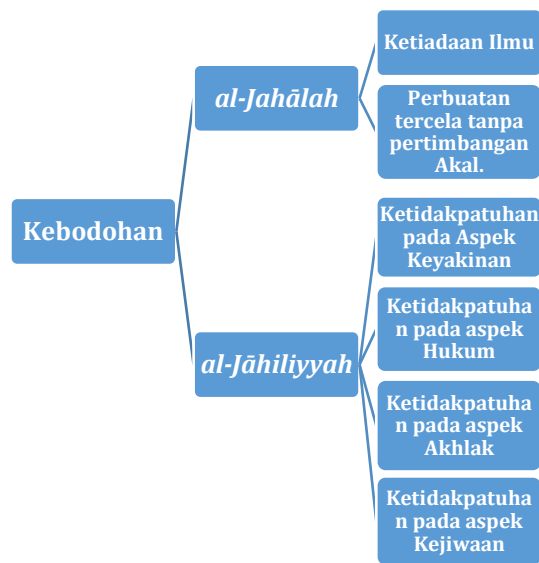 Kebodohan
al-Jahālah
Ketiadaan Ilmu
Perbuatan
tercela tanpa
pertimbangan
Akal.
al-Jāhiliyyah
Ketidakpatuhan
pada Aspek
Keyakinan
Ketidakpatuha
n pada aspek
Hukum
Ketidakpatuha
n pada aspek
Akhlak
Ketidakpatuha
n pada aspek
Kejiwaan